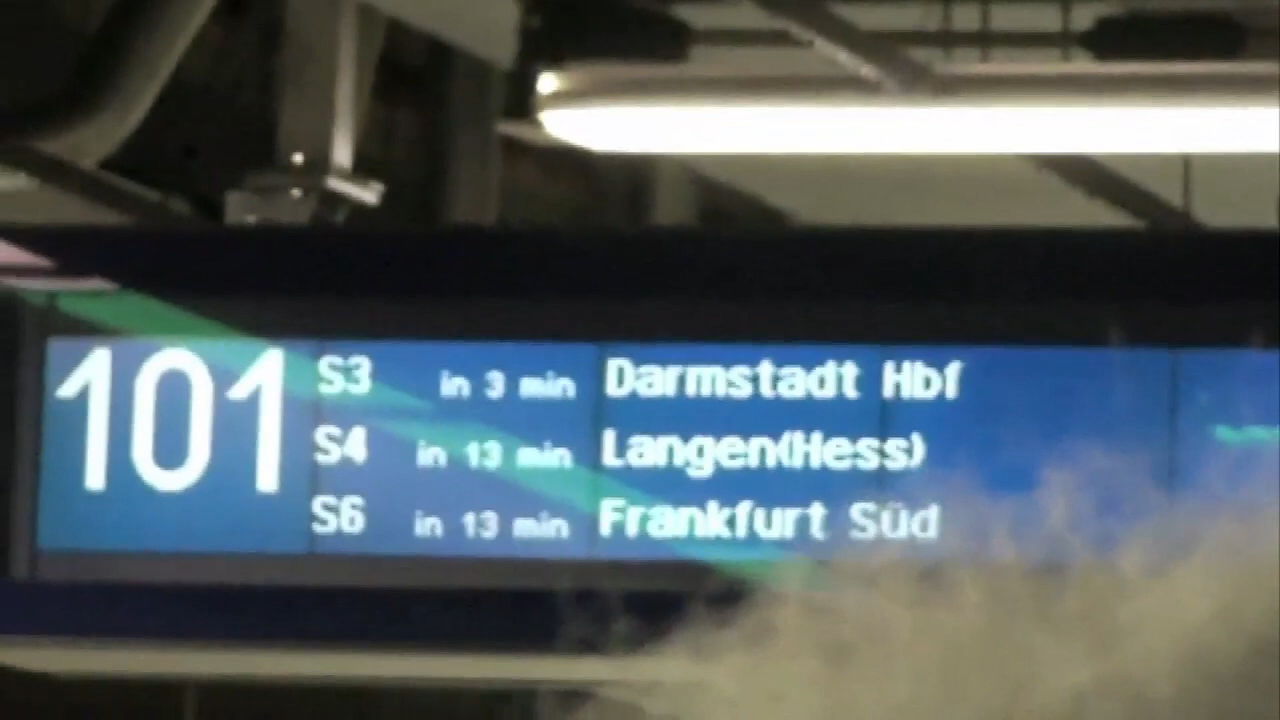 101
S3 in 3 min Darmstadt Hbf
S4 in 13 min Langen(Hess)
S6 in 13 min Frankfurt Süd